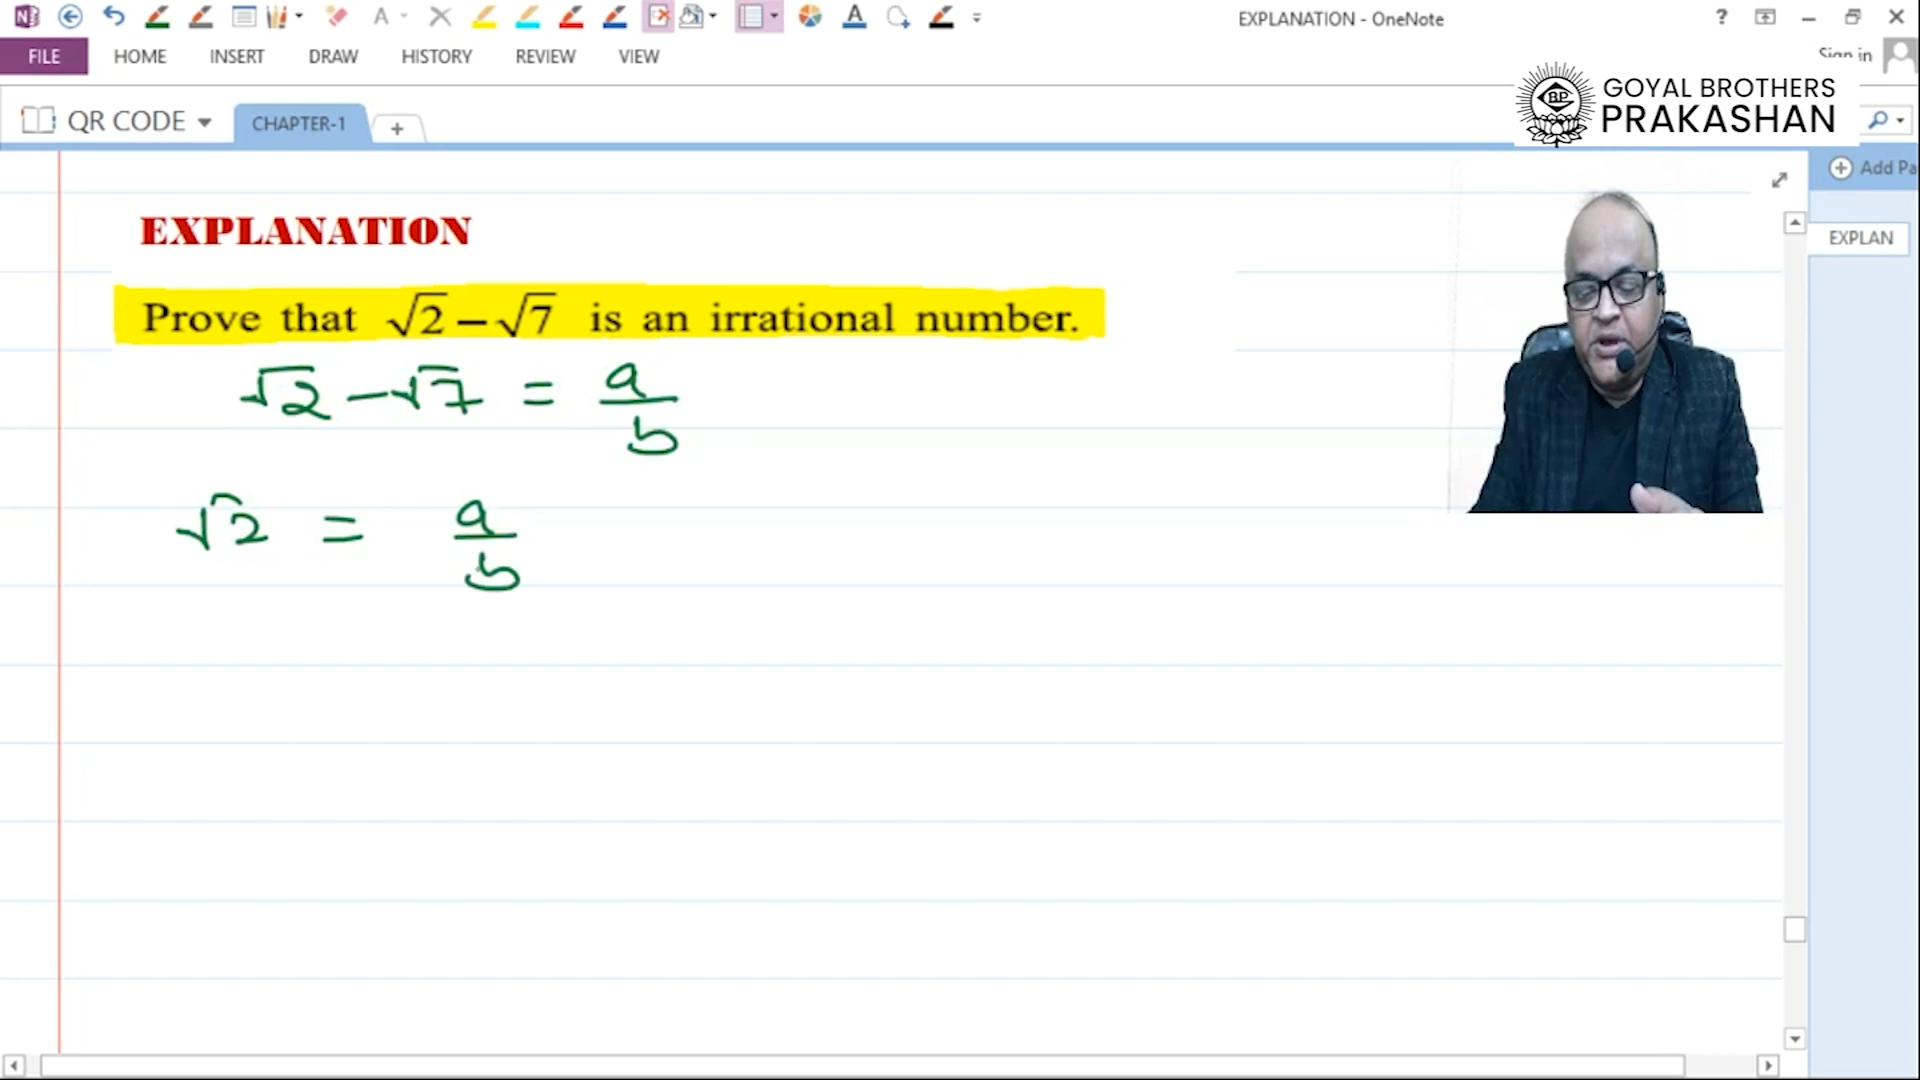 EXPLANATION - OneNote
?
Sign in
FILE HOME INSERT DRAW HISTORY REVIEW VIEW
GOYAL BROTHERS
PRAKASHAN
QR CODE CHAPTER-1 +
Add Pa
EXPLAN
EXPLANATION
Prove that √2 – √7 is an irrational number.
√2 – √7 = a/b
√2 = a/b